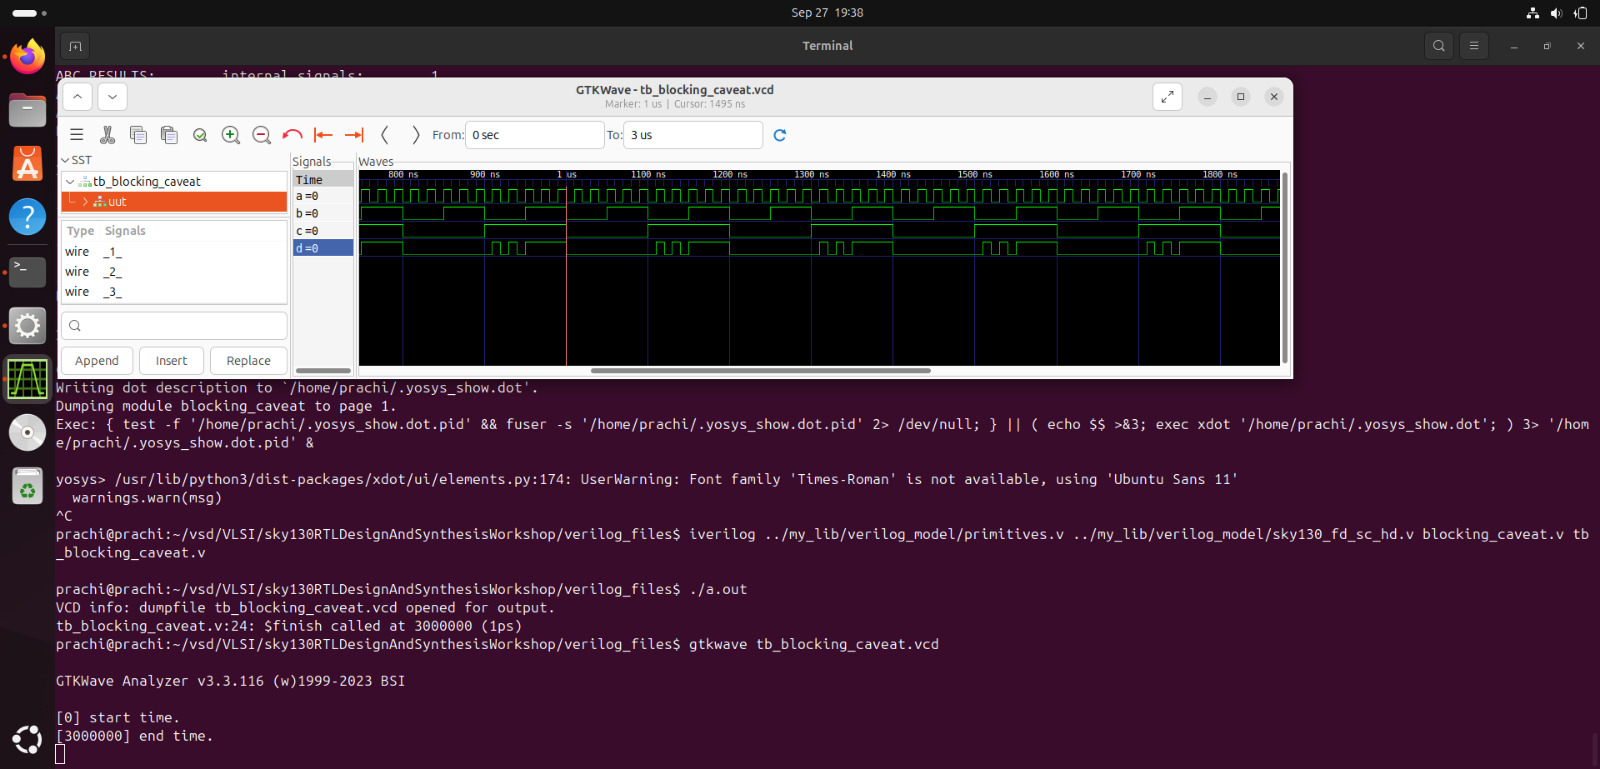 Sep 27 19:38
Terminal
ABC RESULTS: internal signals: 1
GTKWave - tb_blocking_caveat.vcd
Marker: 1 us | Cursor: 1495 ns
From: 0 sec To: 3 us
SST
tb_blocking_caveat
uut
Type Signals
wire _1_
wire _2_
wire _3_
Append Insert Replace
Signals
Time
a=0
b=0
c=0
d=0
Waves
800 ns 900 ns 1 us 1100 ns 1200 ns 1300 ns 1400 ns 1500 ns 1600 ns 1700 ns 1800 ns
Writing dot description to `/home/prachi/.yosys_show.dot'.
Dumping module blocking_caveat to page 1.
Exec: { test -f '/home/prachi/.yosys_show.dot.pid' && fuser -s '/home/prachi/.yosys_show.dot.pid' 2> /dev/null; } || ( echo $$ >&3; exec xdot '/home/prachi/.yosys_show.dot'; ) 3> '/hom
e/prachi/.yosys_show.dot.pid' &
yosys> /usr/lib/python3/dist-packages/xdot/ui/elements.py:174: UserWarning: Font family 'Times-Roman' is not available, using 'Ubuntu Sans 11'
warnings.warn(msg)
^C
prachi@prachi:~/vsd/VLSI/sky130RTLDesignAndSynthesisWorkshop/verilog_files$ iverilog ../my_lib/verilog_model/primitives.v ../my_lib/verilog_model/sky130_fd_sc_hd.v blocking_caveat.v tb
_blocking_caveat.v
prachi@prachi:~/vsd/VLSI/sky130RTLDesignAndSynthesisWorkshop/verilog_files$ ./a.out
VCD info: dumpfile tb_blocking_caveat.vcd opened for output.
tb_blocking_caveat.v:24: $finish called at 3000000 (1ps)
prachi@prachi:~/vsd/VLSI/sky130RTLDesignAndSynthesisWorkshop/verilog_files$ gtkwave tb_blocking_caveat.vcd
GTKWave Analyzer v3.3.116 (w)1999-2023 BSI
[0] start time.
[3000000] end time.